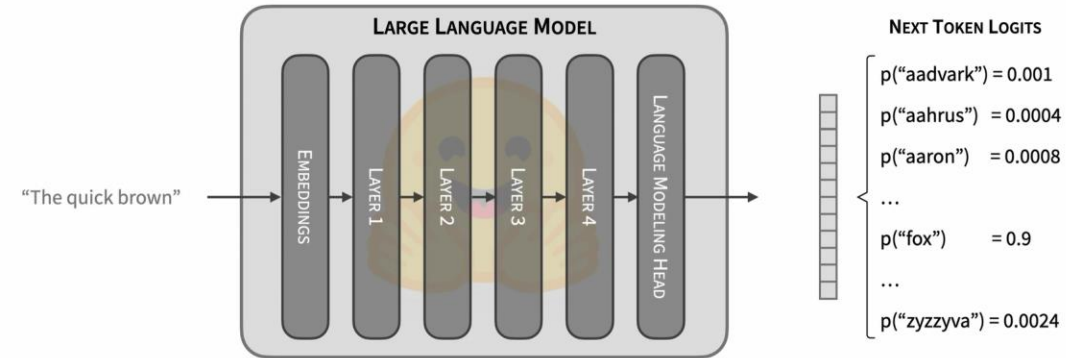 LARGE LANGUAGE MODEL
NEXT TOKEN LOGITS
"The quick brown"
EMBEDDINGS
LAYER 1
LAYER 2
LAYER 3
LAYER 4
LANGUAGE MODELING HEAD
p("aadvark") = 0.001
p("aahrus") = 0.0004
p("aaron") = 0.0008
...
p("fox") = 0.9
...
p("zyzzyva") = 0.0024